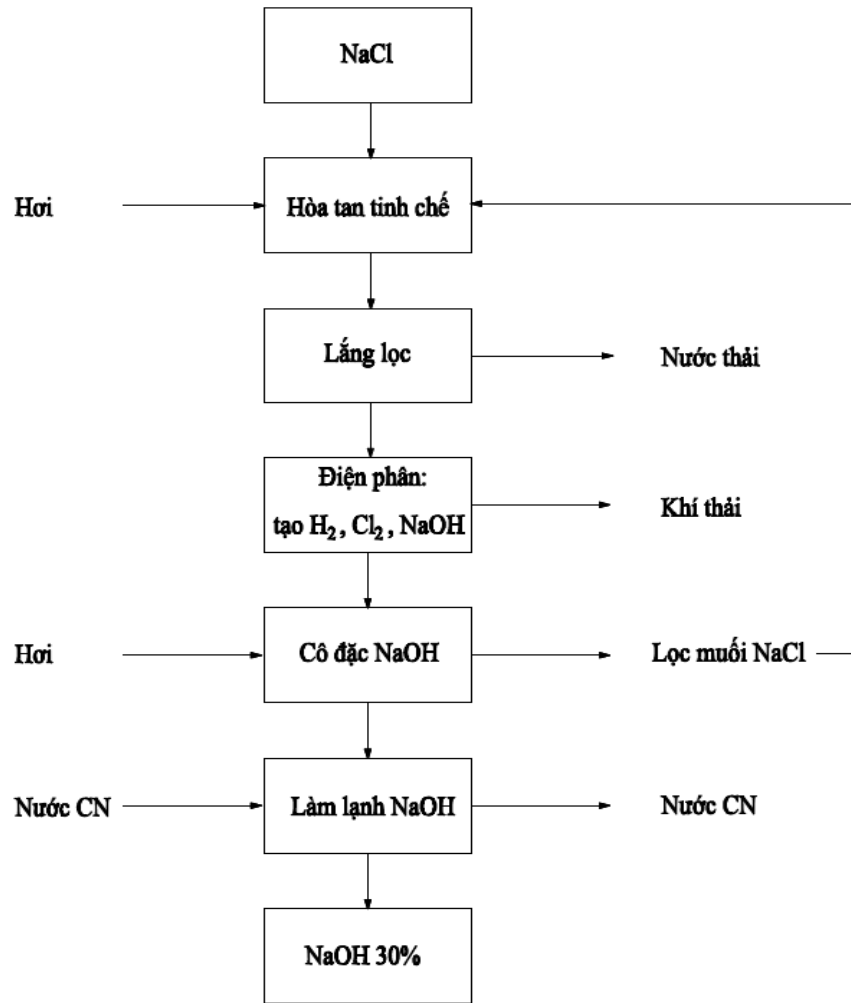 NaCl
Hơi
Hòa tan tinh chế
Lắng lọc
Nước thải
Điện phân:
tạo H₂ , Cl₂ , NaOH
Khí thải
Hơi
Cô đặc NaOH
Lọc muối NaCl
Nước CN
Làm lạnh NaOH
Nước CN
NaOH 30%